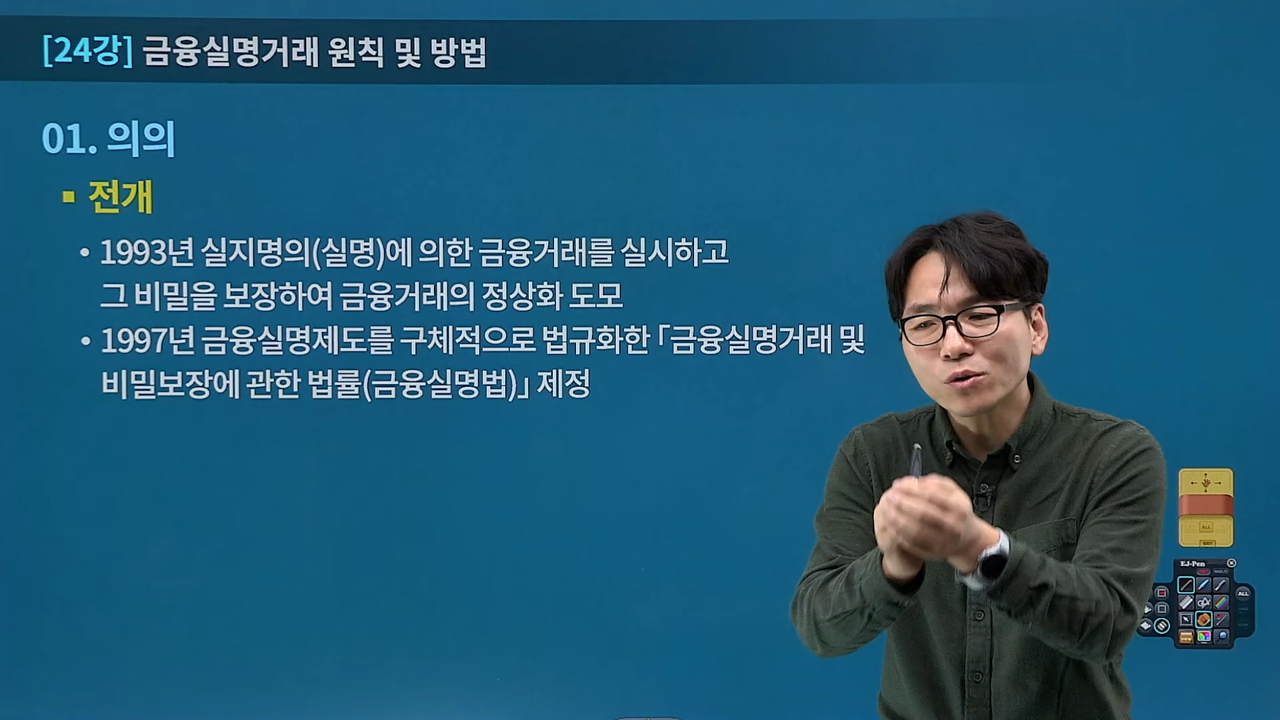 [24강] 금융실명거래 원칙 및 방법
01. 의의
▪ 전개
• 1993년 실지명의(실명)에 의한 금융거래를 실시하고
그 비밀을 보장하여 금융거래의 정상화 도모
• 1997년 금융실명제도를 구체적으로 법규화한 「금융실명거래 및
비밀보장에 관한 법률(금융실명법)」 제정
ALL
EXIT
EJ-Pen
ALL